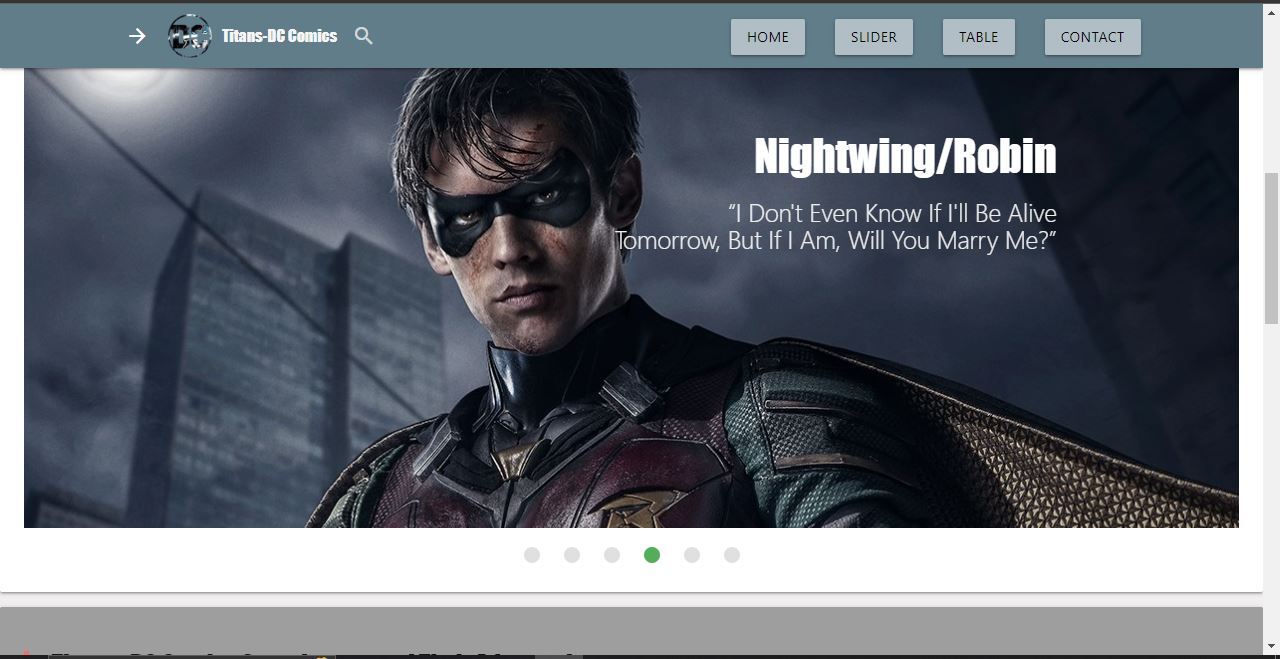 DC
Titans-DC Comics
HOME
SLIDER
TABLE
CONTACT
Nightwing/Robin
“I Don't Even Know If I'll Be Alive
Tomorrow, But If I Am, Will You Marry Me?”